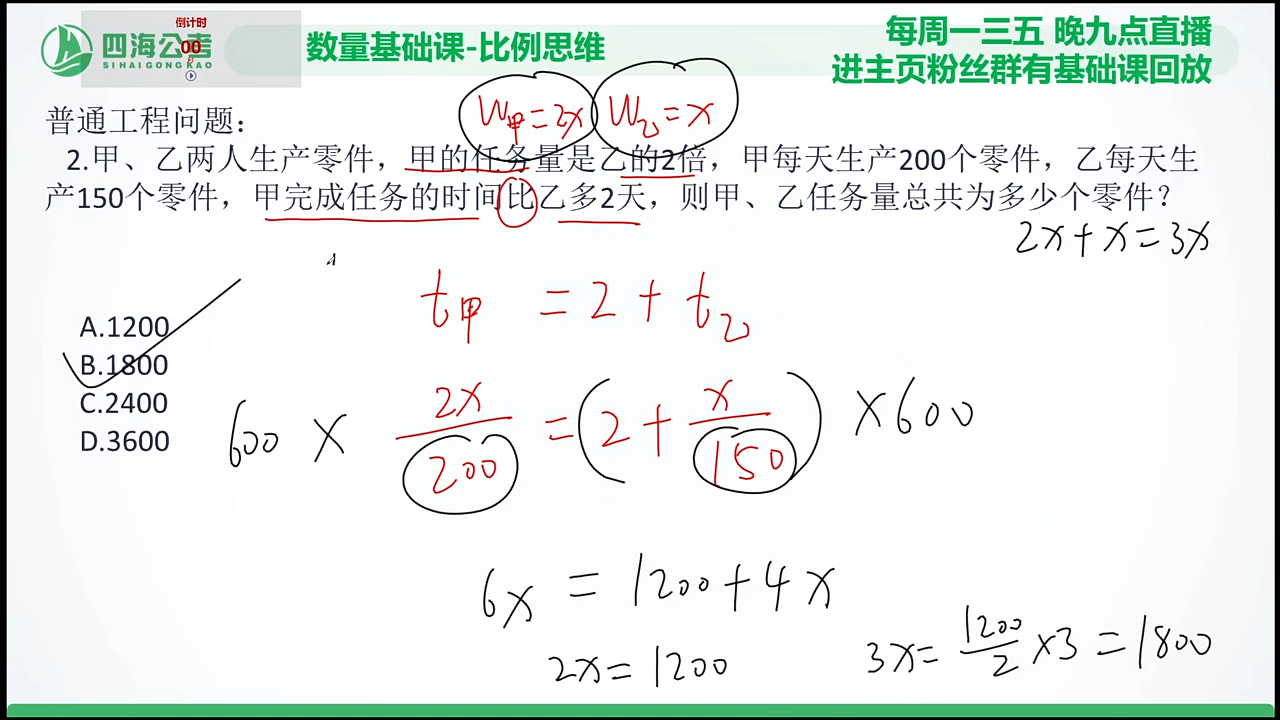 倒计时
00
四海公考
SIHAIGONGKAO
数量基础课-比例思维
每周一三五 晚九点直播
进主页粉丝群有基础课回放
W甲=2x W乙=x
普通工程问题：
2.甲、乙两人生产零件，甲的任务量是乙的2倍，甲每天生产200个零件，乙每天生
产150个零件，甲完成任务的时间比乙多2天，则甲、乙任务量总共为多少个零件？
2x+x=3x
t甲 = 2 + t乙
A.1200
B.1800
C.2400
D.3600
600 × 2x/200 = (2 + x/150) ×600
6x = 1200+4x
2x=1200
3x= 1200/2 ×3 =1800